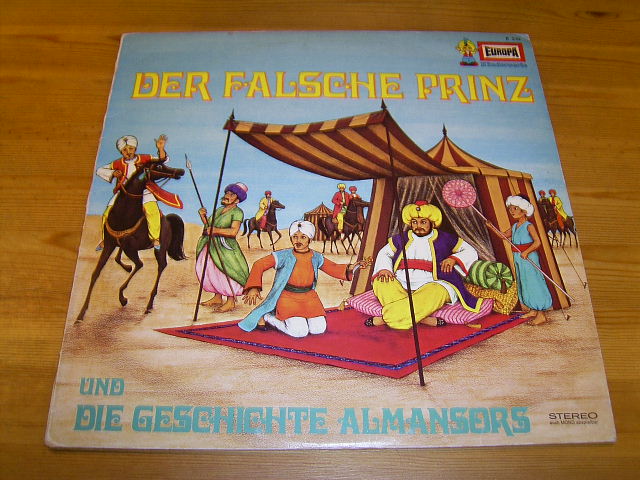 EUROPA
DER FALSCHE PRINZ
UND
DIE GESCHICHTE ALMANSORS
STEREO